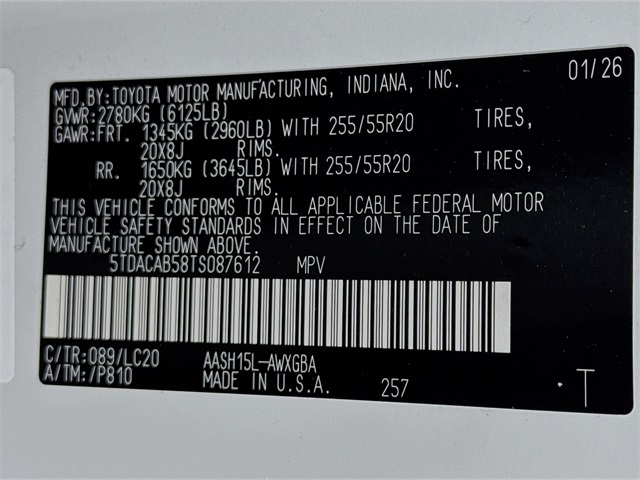 MFD.BY:TOYOTA MOTOR MANUFACTURING, INDIANA, INC. 01/26
GVWR:2780KG (6125LB)
GAWR:FRT. 1345KG (2960LB) WITH 255/55R20 TIRES,
20X8J RIMS.
RR. 1650KG (3645LB) WITH 255/55R20 TIRES,
20X8J RIMS.
THIS VEHICLE CONFORMS TO ALL APPLICABLE FEDERAL MOTOR
VEHICLE SAFETY STANDARDS IN EFFECT ON THE DATE OF
MANUFACTURE SHOWN ABOVE.
5TDACAB58TS087612 MPV
C/TR:089/LC20 AASH15L-AWXGBA
A/TM:/P810 MADE IN U.S.A. 257 T